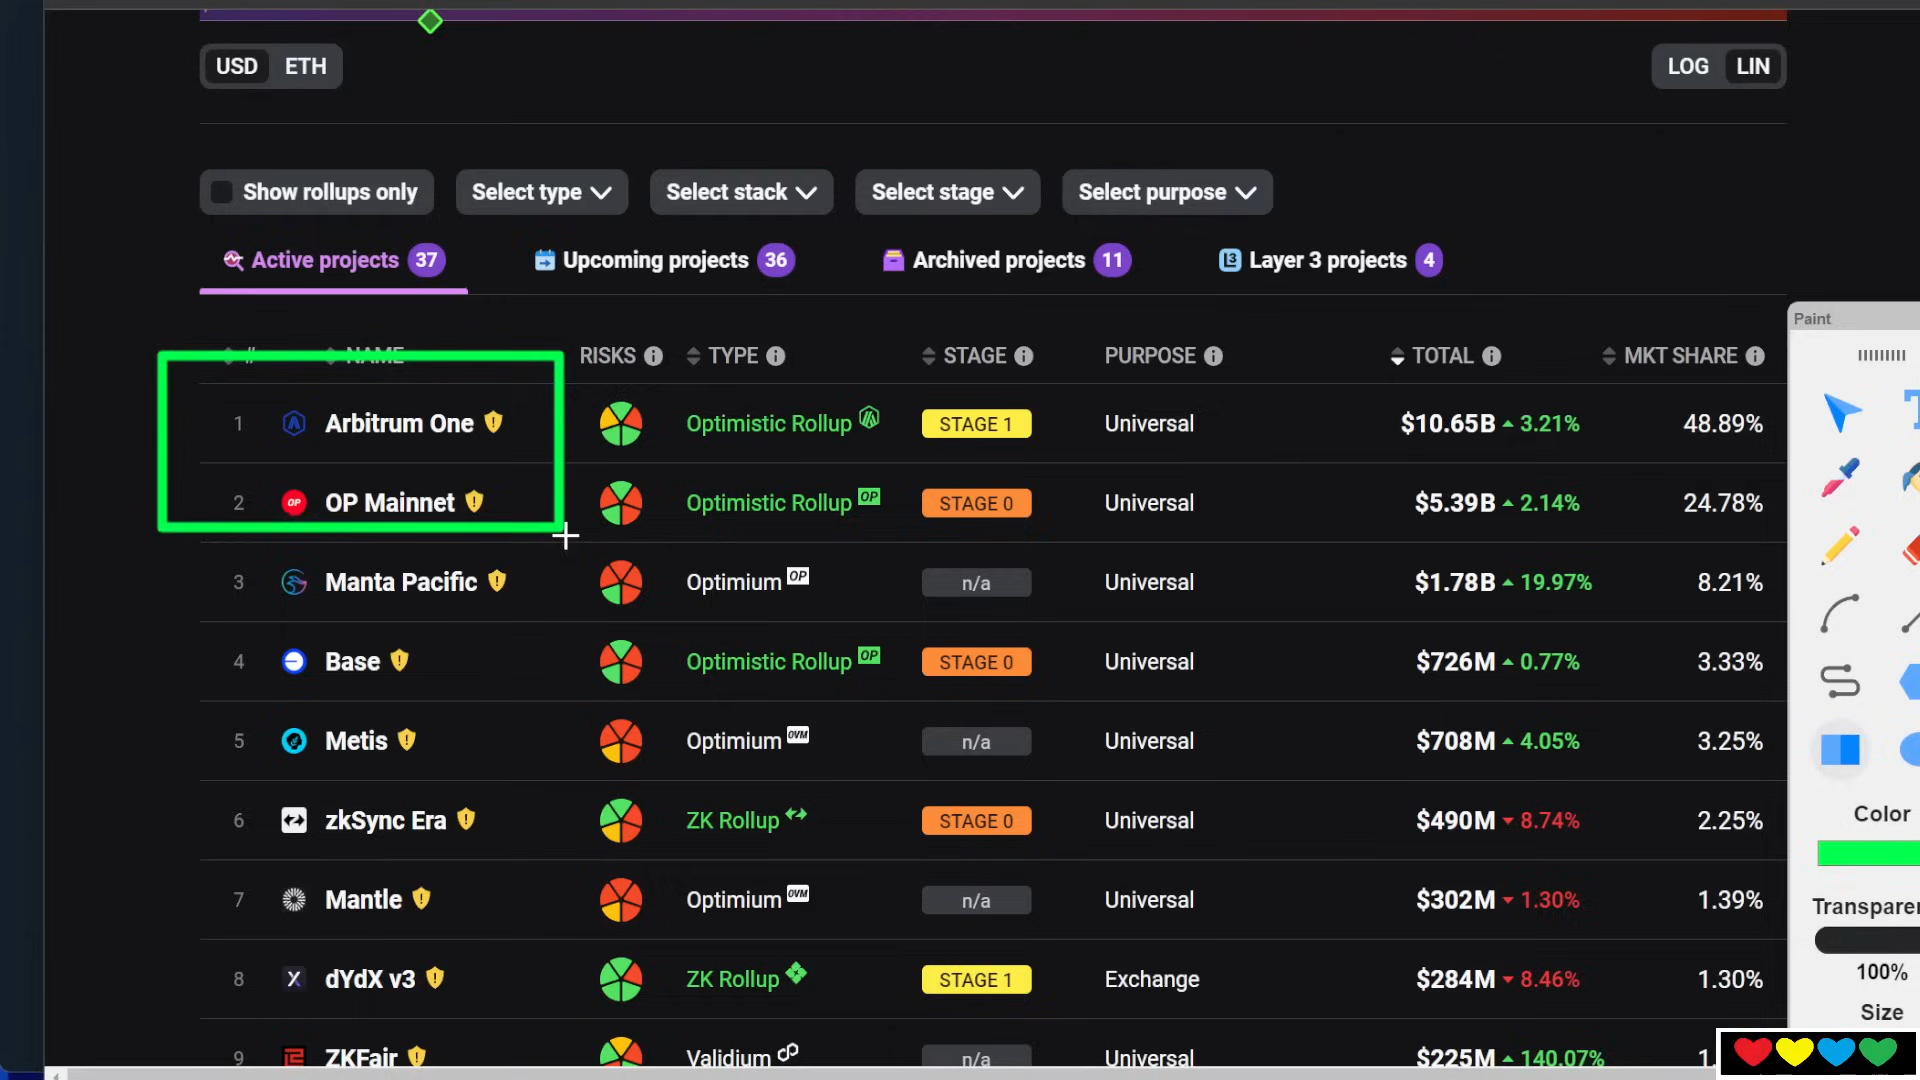 USD ETH LOG LIN
Show rollups only Select type Select stack Select stage Select purpose
Active projects 37 Upcoming projects 36 Archived projects 11 Layer 3 projects 4
Paint
# NAME RISKS TYPE STAGE PURPOSE TOTAL MKT SHARE
1 Arbitrum One Optimistic Rollup STAGE 1 Universal $10.65B 3.21% 48.89%
2 OP OP Mainnet Optimistic Rollup OP STAGE 0 Universal $5.39B 2.14% 24.78%
3 Manta Pacific Optimium OP n/a Universal $1.78B 19.97% 8.21%
4 Base Optimistic Rollup OP STAGE 0 Universal $726M 0.77% 3.33%
5 Metis Optimium OVM n/a Universal $708M 4.05% 3.25%
6 zkSync Era ZK Rollup STAGE 0 Universal $490M 8.74% 2.25%
Color
7 Mantle Optimium OVM n/a Universal $302M 1.30% 1.39%
Transparen
8 X dYdX v3 ZK Rollup STAGE 1 Exchange $284M 8.46% 1.30%
100%
Size
9 ZKFair Validium n/a Universal $225M 140.07% 1.